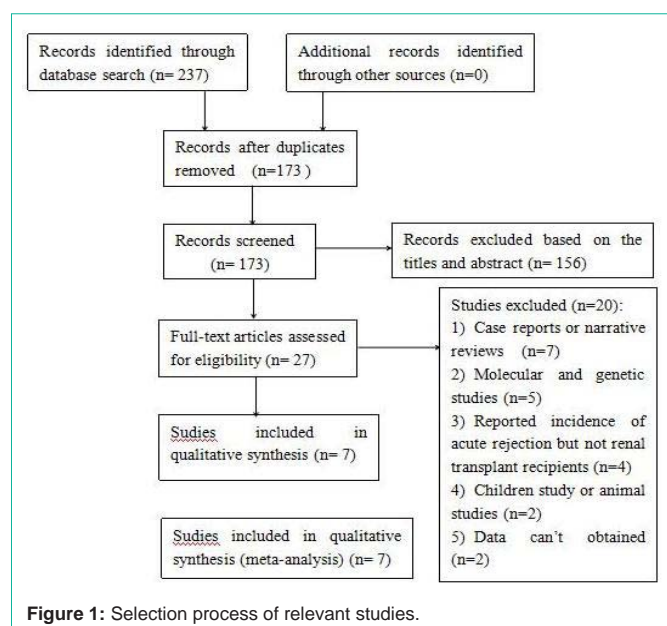 Records identified through
database search (n= 237)
Additional records identified
through other sources (n=0)
Records after duplicates
removed (n=173 )
Records screened
(n= 173)
Records excluded based on the
titles and abstract (n= 156)
Full-text articles assessed
for eligibility (n= 27)
Studies excluded (n=20):
1) Case reports or narrative
reviews (n=7)
2) Molecular and genetic
studies (n=5)
3) Reported incidence of
acute rejection but not renal
transplant recipients (n=4)
4) Children study or animal
studies (n=2)
5) Data can't obtained
(n=2)
Sudies included in
qualitative synthesis (n= 7)
Sudies included in qualitative
synthesis (meta-analysis) (n= 7)
Figure 1: Selection process of relevant studies.